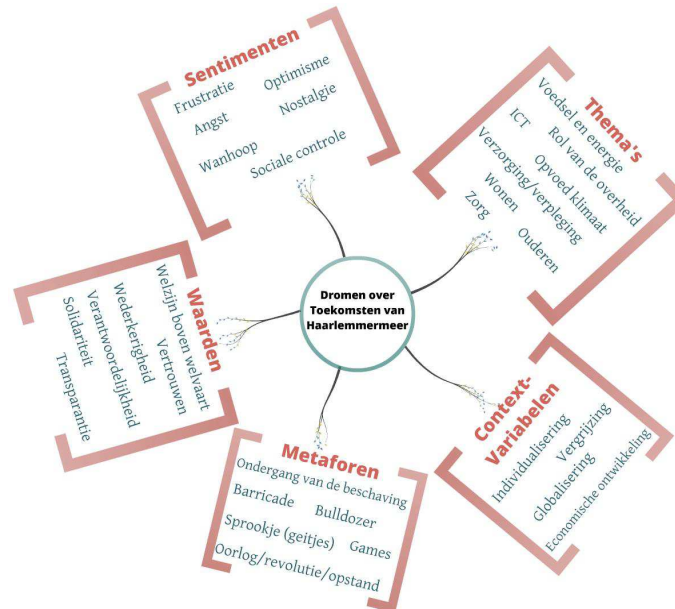 Sentimenten
Frustratie
Optimisme
Angst
Nostalgie
Wanhoop
Sociale controle
Thema's
Voedsel en energie
ICT
Rol van de overheid
Verzorging/verpleging
Opvoed klimaat
Wonen
Zorg
Ouderen
Dromen over
Toekomsten van
Haarlemmermeer
Waarden
Welzijn boven welvaart
Vertrouwen
Wederkerigheid
Verantwoordelijkheid
Solidariteit
Transparantie
Context-
Variabelen
Individualisering
Vergrijzing
Globalisering
Economische ontwikkeling
Metaforen
Ondergang van de beschaving
Barricade
Bulldozer
Sprookje (geitjes)
Games
Oorlog/revolutie/opstand